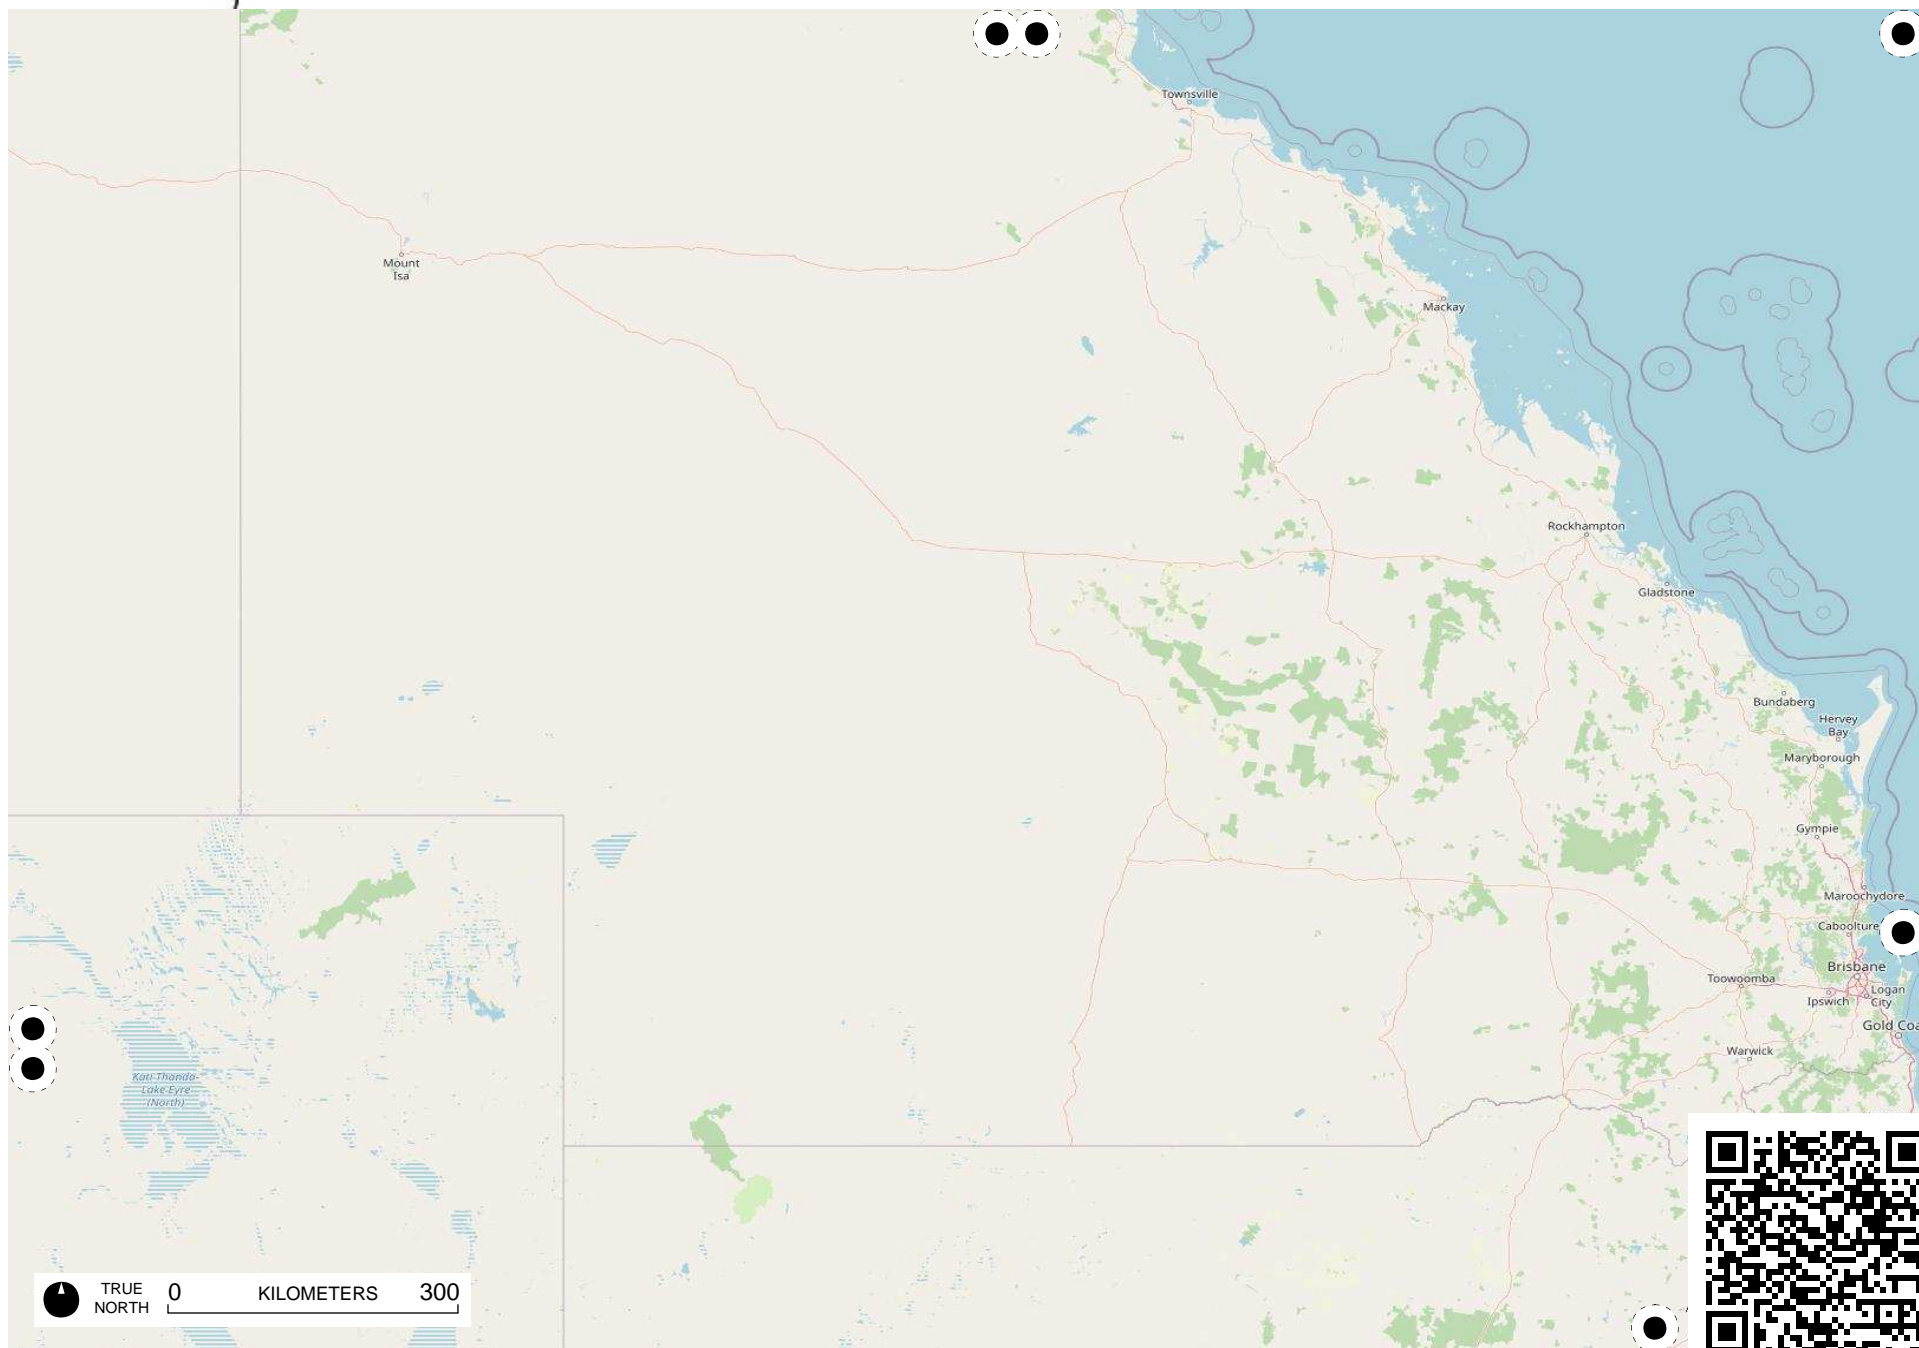 Townsville
Mount
Isa
Mackay
Rockhampton
Gladstone
Bundaberg
Hervey
Bay
Maryborough
Gympie
Maroochydore
Caboolture
Brisbane
Toowoomba
Logan
City
Ipswich
Gold Coa
Warwick
Kati Thanda-
Lake Eyre
(North)
TRUE
NORTH
0 KILOMETERS 300